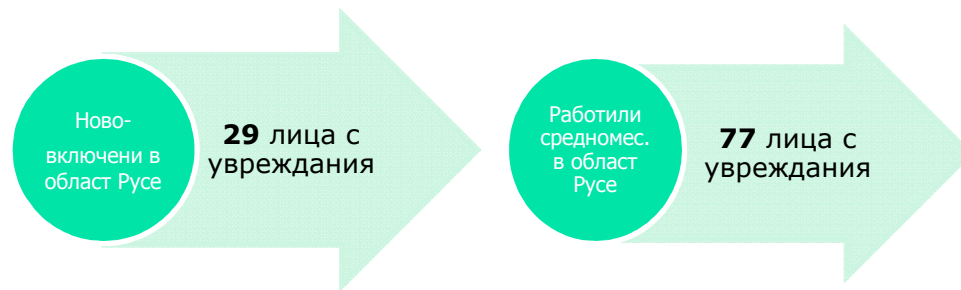 Ново-
включени в
област Русе
29 лица с
увреждания
Работили
средномес.
в област
Русе
77 лица с
увреждания